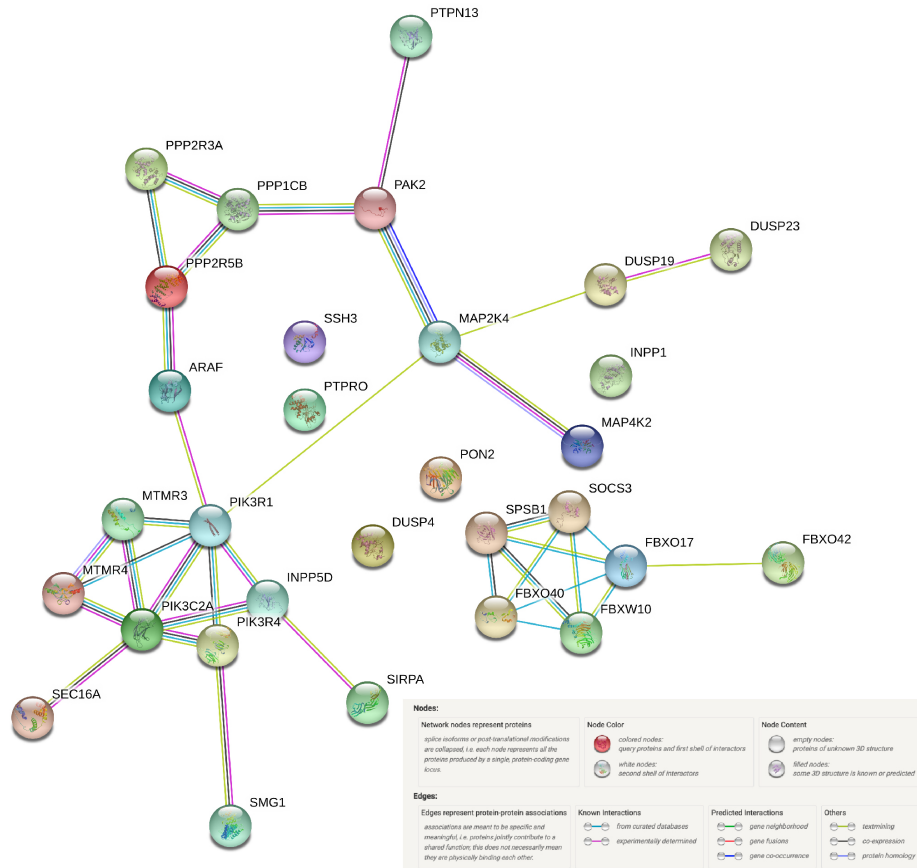 PTPN13
PPP2R3A
PPP1CB
PAK2
DUSP23
PPP2R5B
DUSP19
SSH3
MAP2K4
INPP1
ARAF
PTPRO
MAP4K2
PON2
SOCS3
MTMR3
PIK3R1
SPSB1
DUSP4
FBXO17
FBXO42
MTMR4
INPP5D
FBXO40
PIK3C2A
FBXW10
PIK3R4
SEC16A
SIRPA
SMG1
Nodes:
Network nodes represent proteins
splice isoforms or post-translational modifications
are collapsed, i.e. each node represents all the
proteins produced by a single, protein-coding gene
locus.
Node Color
colored nodes:
query proteins and first shell of interactors
white nodes:
second shell of interactors
Node Content
empty nodes:
proteins of unknown 3D structure
filled nodes:
some 3D structure is known or predicted
Edges:
Edges represent protein-protein associations
associations are meant to be specific and
meaningful, i.e. proteins jointly contribute to a
shared function; this does not necessarily mean
they are physically binding each other.
Known Interactions
from curated databases
experimentally determined
Predicted Interactions
gene neighborhood
gene fusions
gene co-occurrence
Others
textmining
co-expression
protein homology